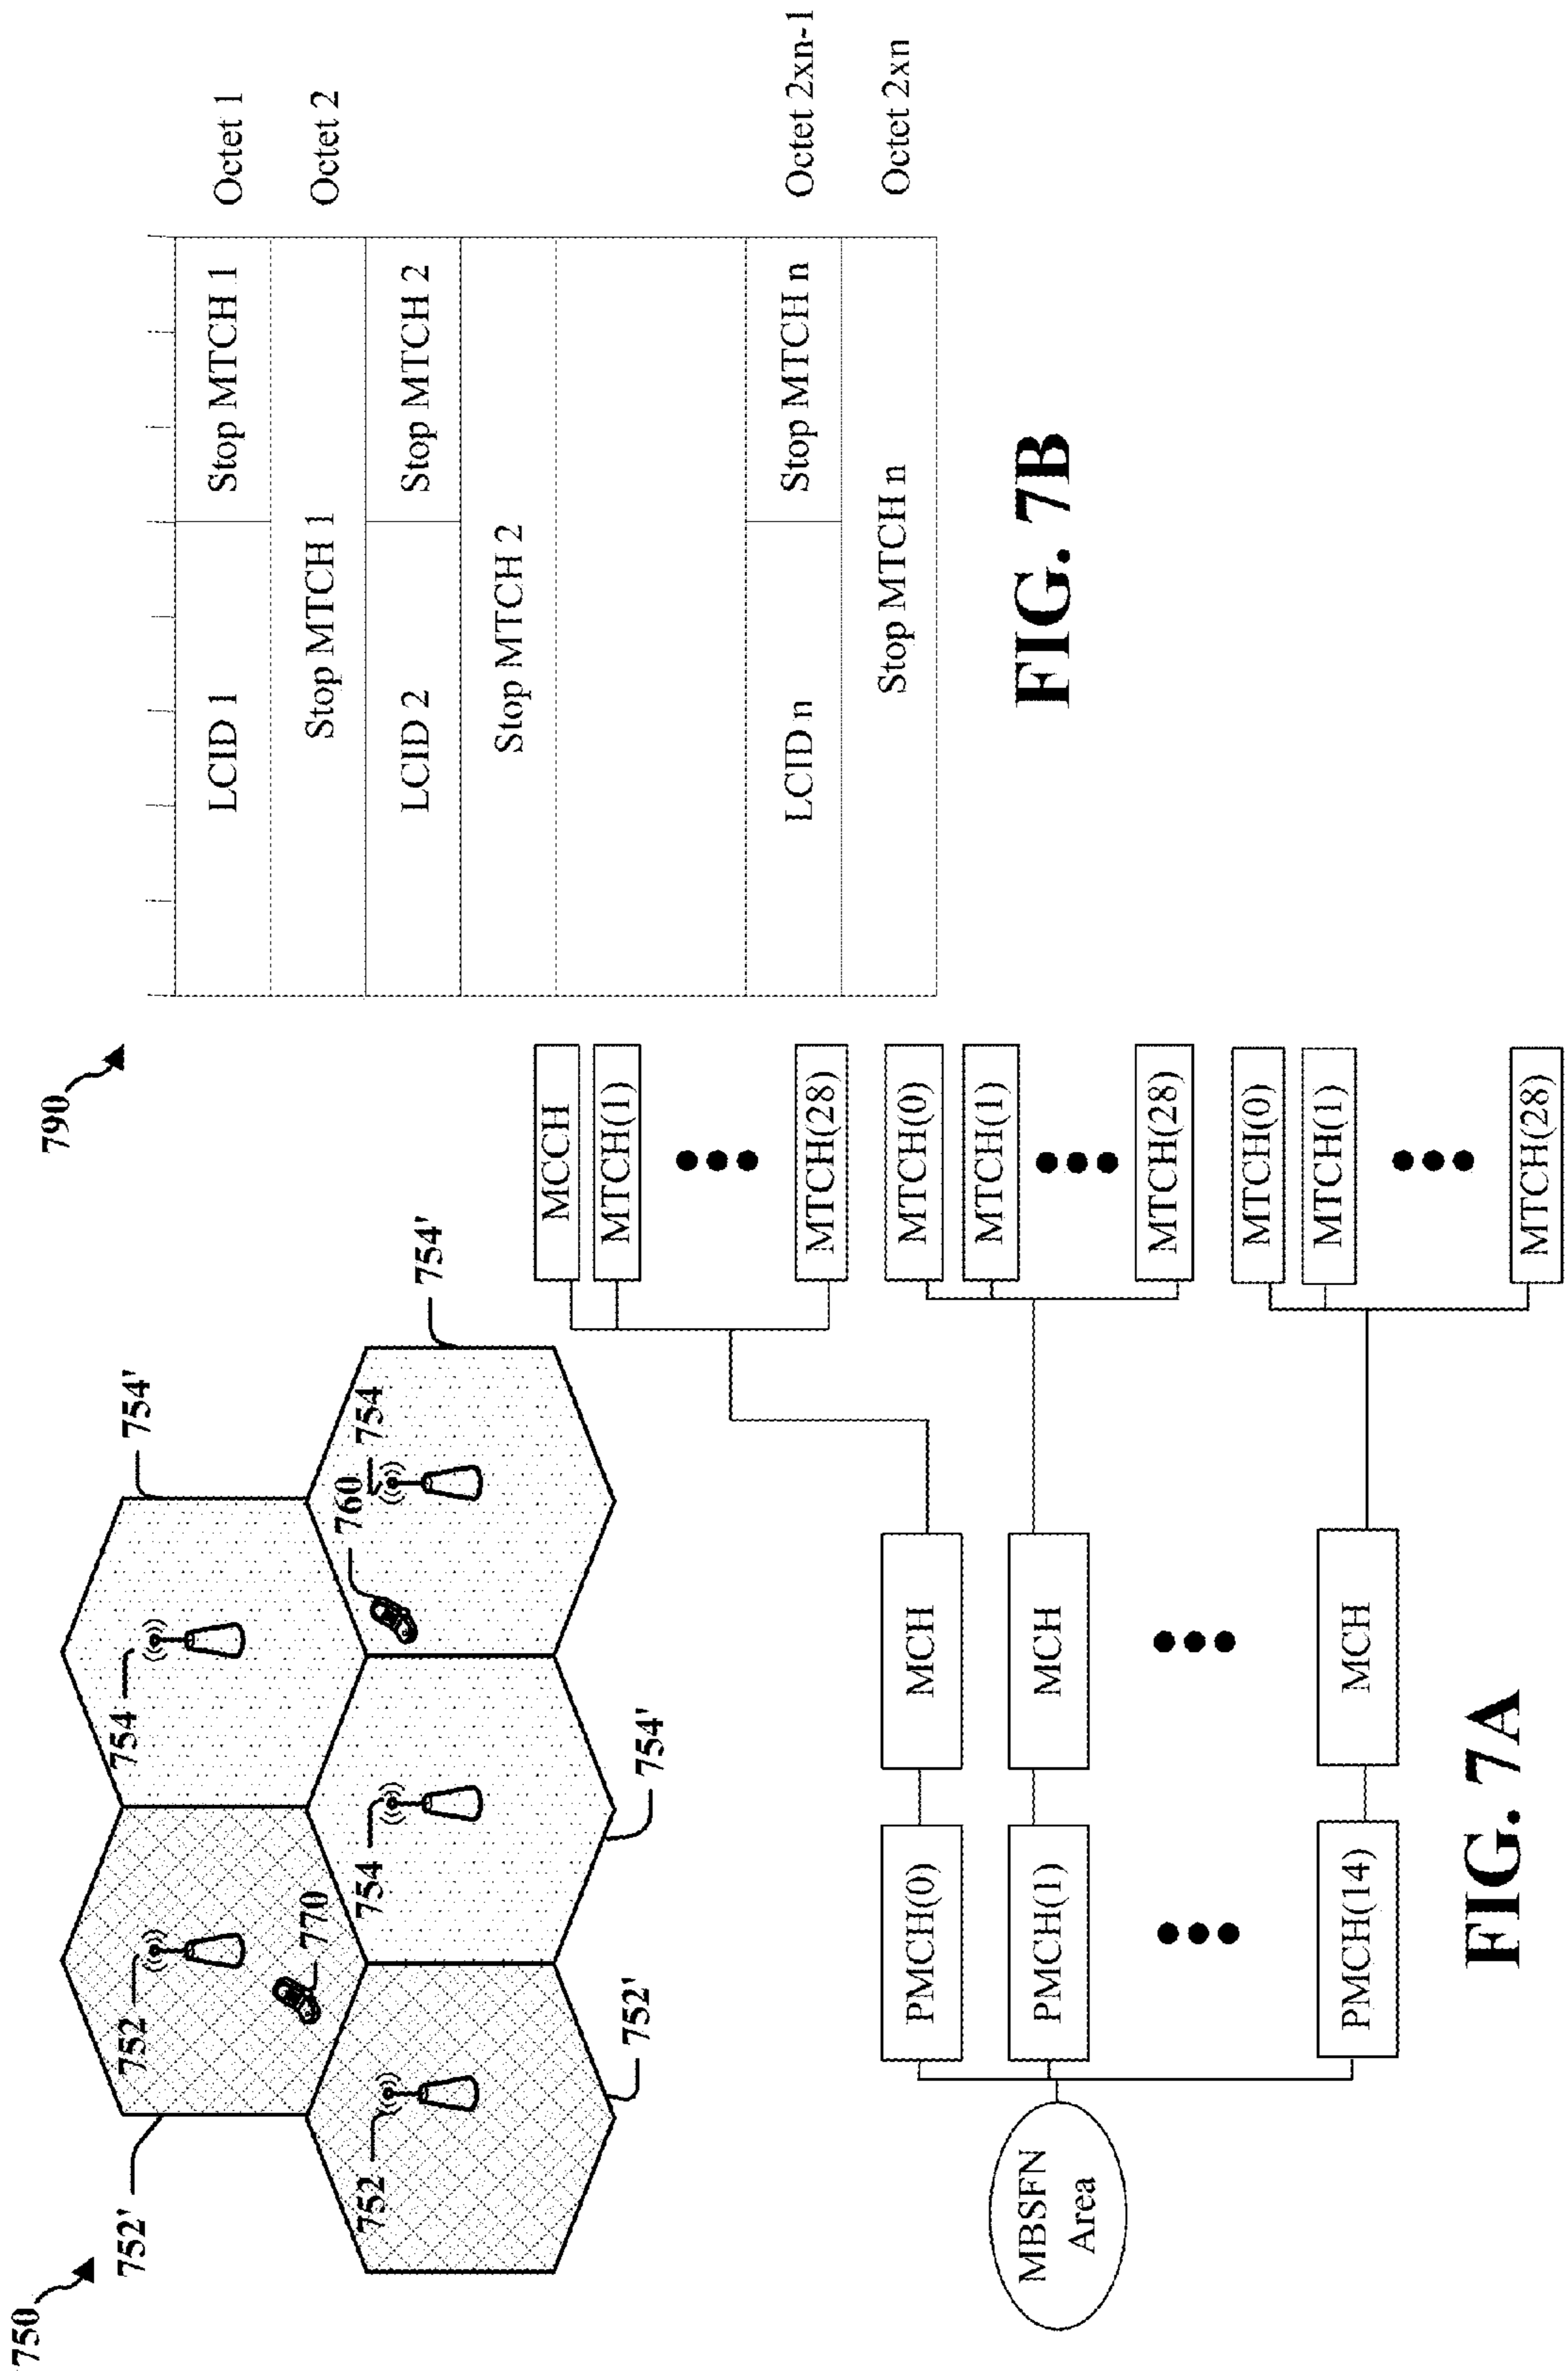 750
752'
752
752
752'
770
754
754
754'
754'
760
754
754'
MBSFN
Area
PMCH(0)
MCH
PMCH(1)
MCH
PMCH(14)
MCH
MCCH
MTCH(1)
MTCH(28)
MTCH(0)
MTCH(1)
MTCH(28)
MTCH(0)
MTCH(1)
MTCH(28)
FIG. 7A
790
LCID 1 Stop MTCH 1 Octet 1
Stop MTCH 1 Octet 2
LCID 2 Stop MTCH 2
Stop MTCH 2
LCID n Stop MTCH n Octet 2xn-1
Stop MTCH n Octet 2xn
FIG. 7B